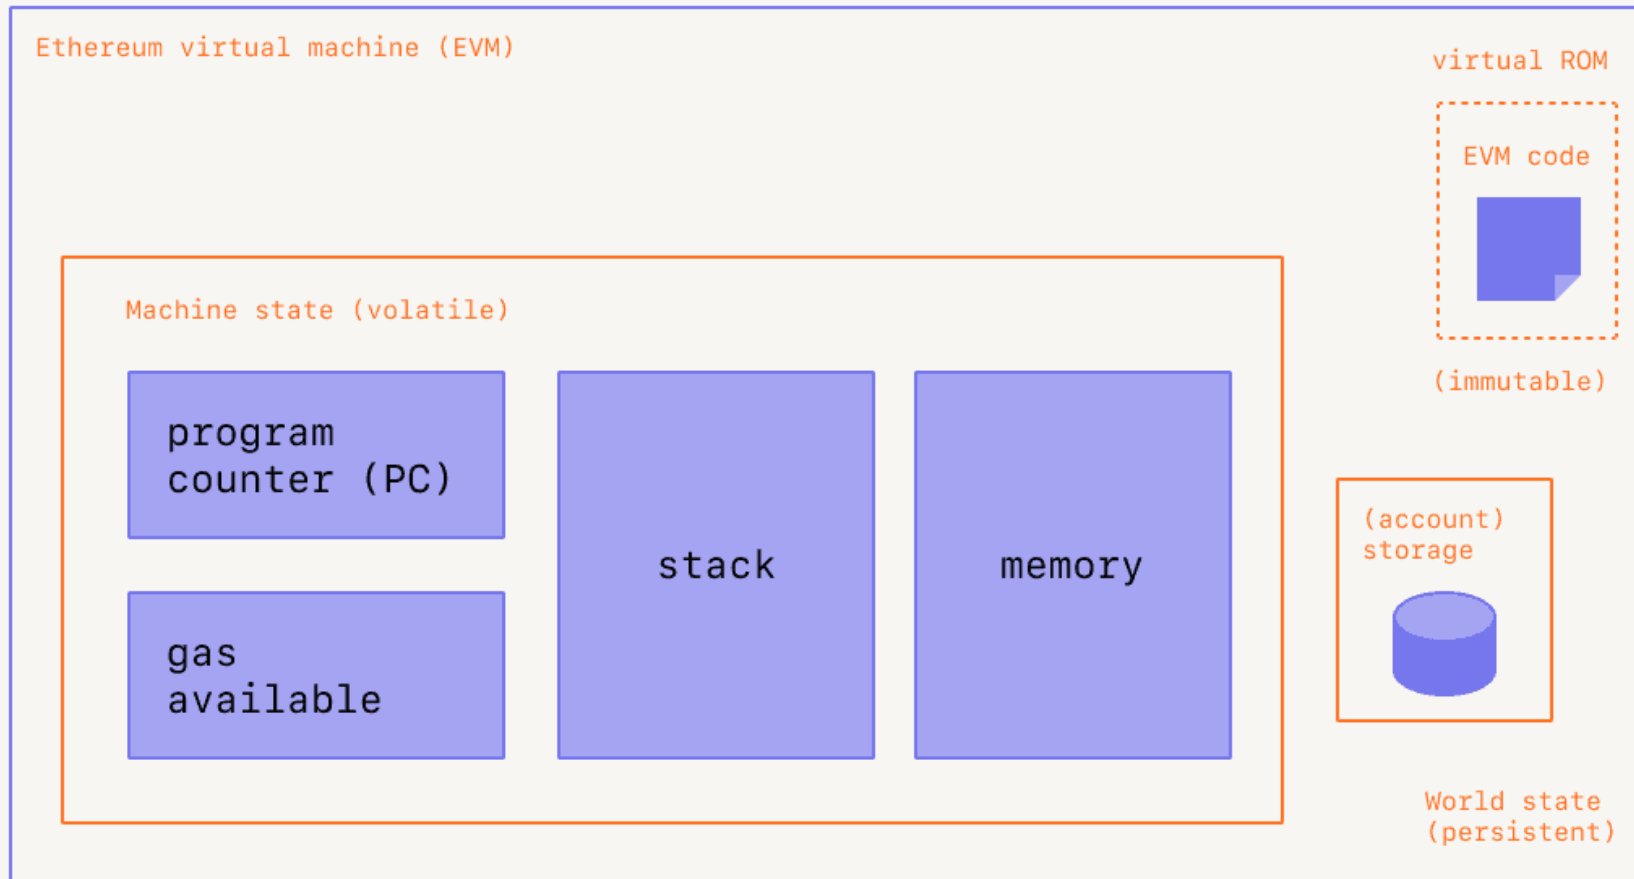 Ethereum virtual machine (EVM)
virtual ROM
EVM code
(immutable)
Machine state (volatile)
program
counter (PC)
gas
available
stack
memory
(account)
storage
World state
(persistent)